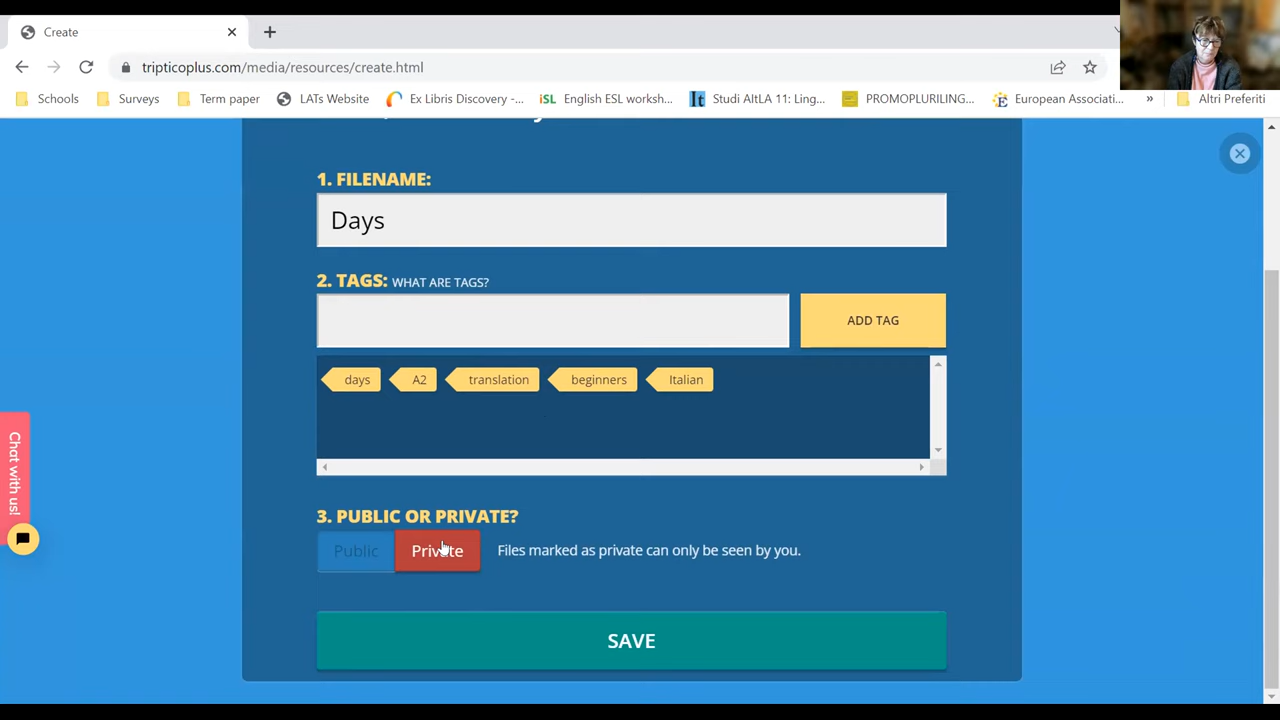 Create
tripticoplus.com/media/resources/create.html
Schools
Surveys
Term paper
LATs Website
Ex Libris Discovery -...
iSL English ESL worksh...
It Studi AltLA 11: Ling...
PROMOPLURILING...
European Associati...
»
Altri Preferiti
1. FILENAME:
Days
2. TAGS: WHAT ARE TAGS?
ADD TAG
days A2 translation beginners Italian
Chat with us!
3. PUBLIC OR PRIVATE?
Public Private Files marked as private can only be seen by you.
SAVE